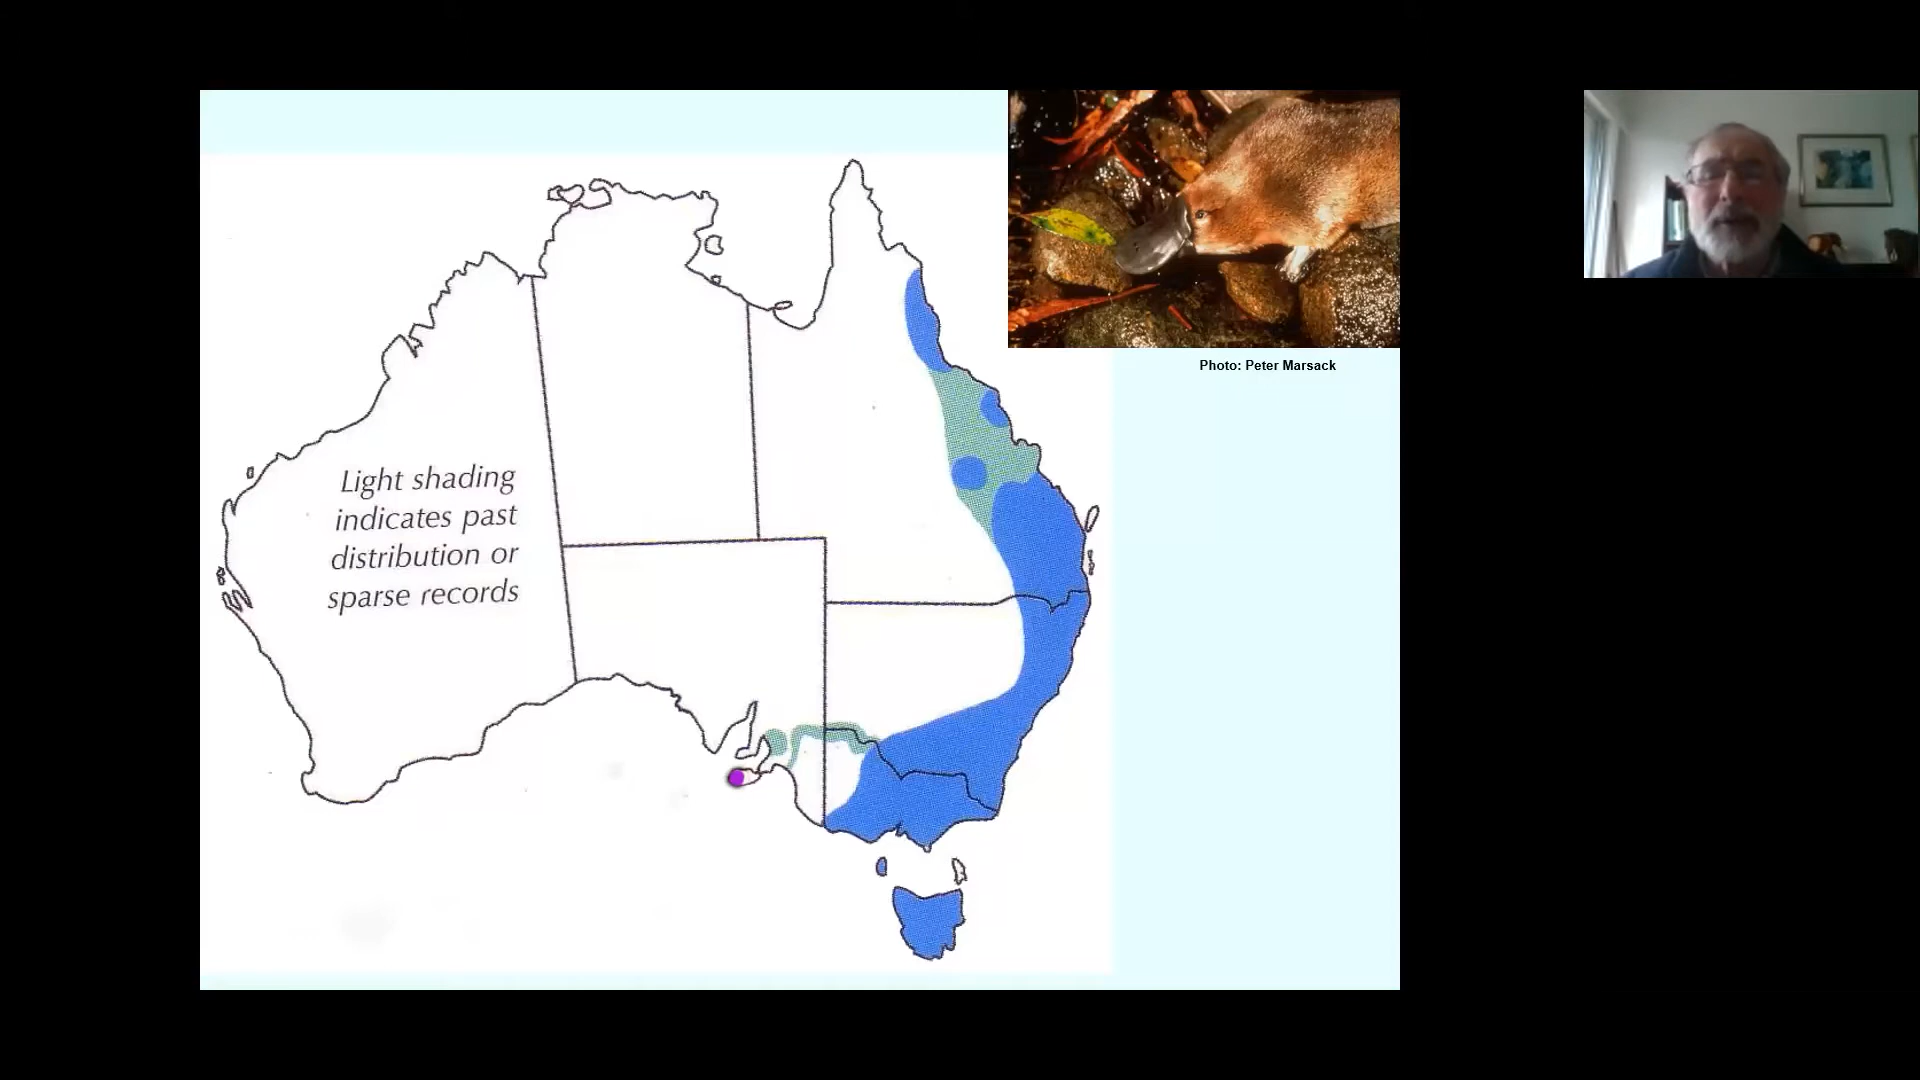 Photo: Peter Marsack
Light shading
indicates past
distribution or
sparse records